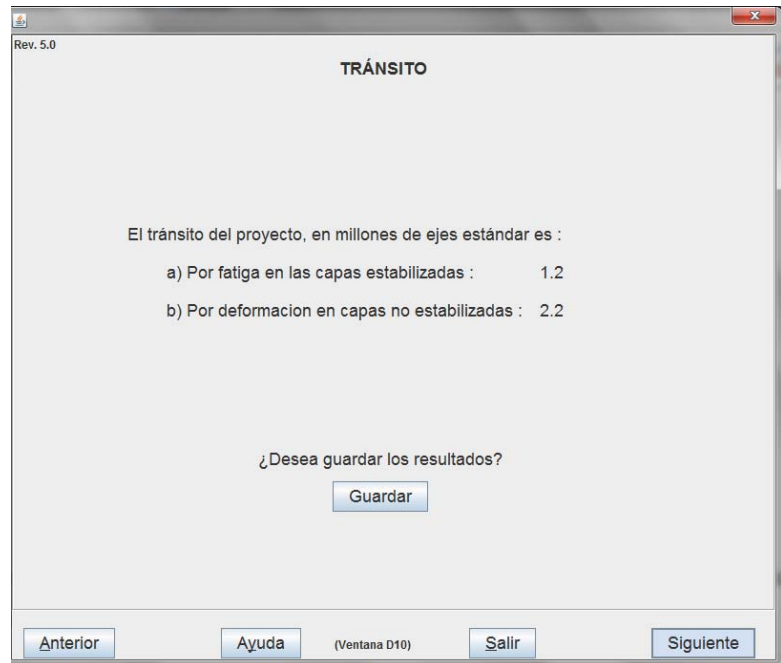 Rev. 5.0
TRÁNSITO
El tránsito del proyecto, en millones de ejes estándar es :
a) Por fatiga en las capas estabilizadas : 1.2
b) Por deformacion en capas no estabilizadas : 2.2
¿Desea guardar los resultados?
Guardar
Anterior Ayuda (Ventana D10) Salir Siguiente